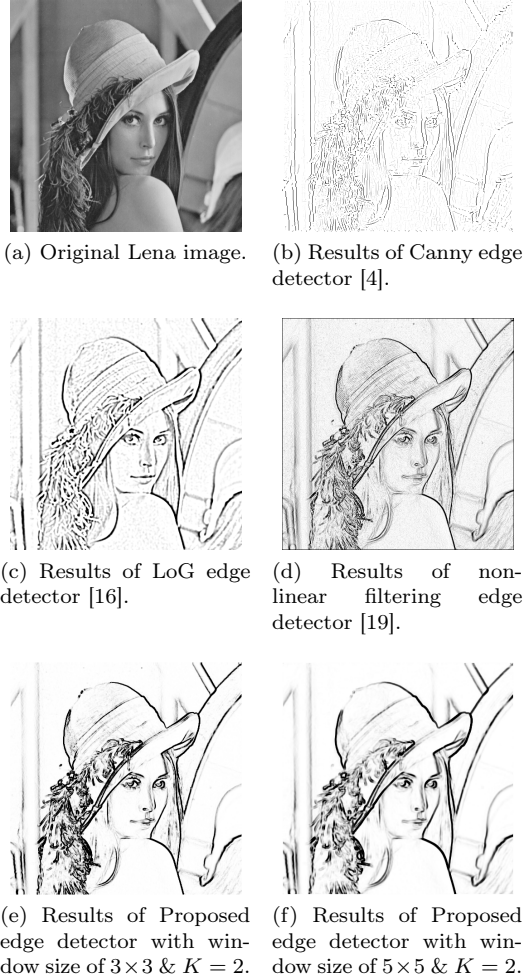 (a) Original Lena image.
(b) Results of Canny edge
detector [4].
(c) Results of LoG edge
detector [16].
(d) Results of non-
linear filtering edge
detector [19].
(e) Results of Proposed
edge detector with win-
dow size of 3×3 & K = 2.
(f) Results of Proposed
edge detector with win-
dow size of 5×5 & K = 2.